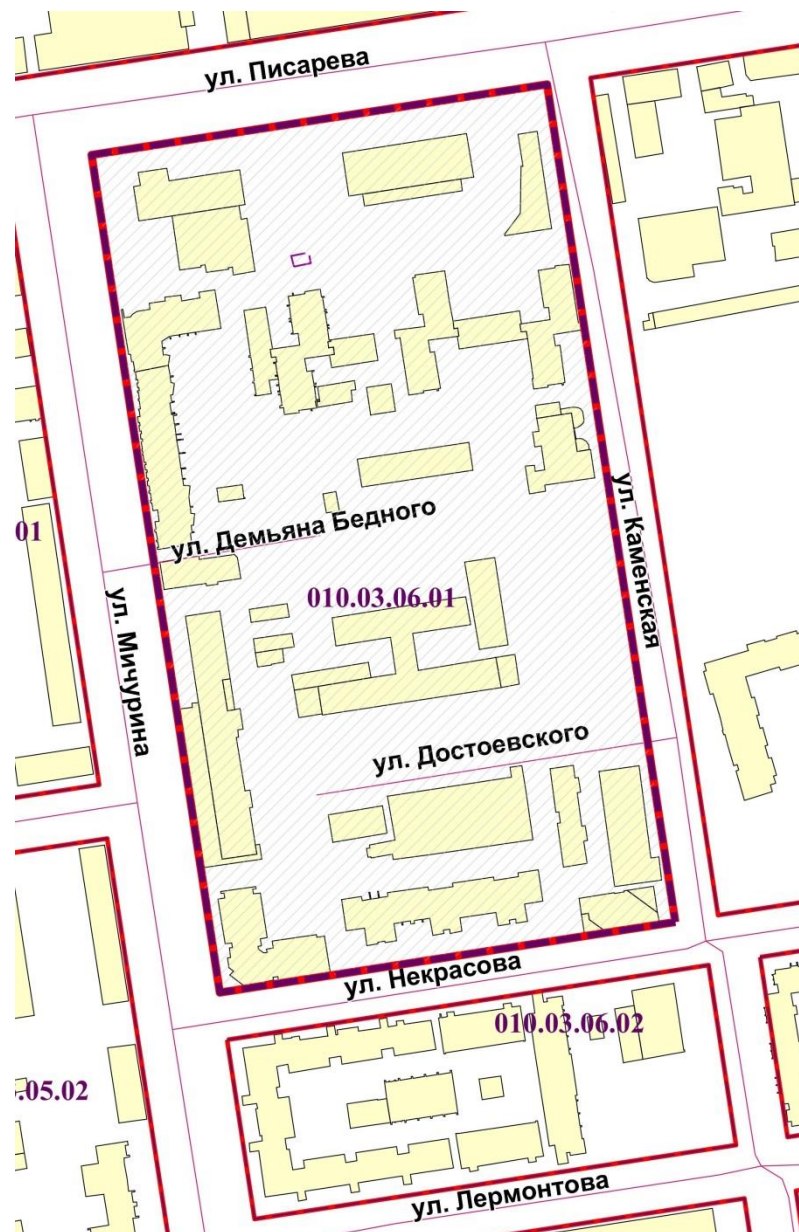 ул. Писарева
ул. Каменская
01
ул. Демьяна Бедного
010.03.06.01
ул. Мичурина
ул. Достоевского
ул. Некрасова
010.03.06.02
.05.02
ул. Лермонтова